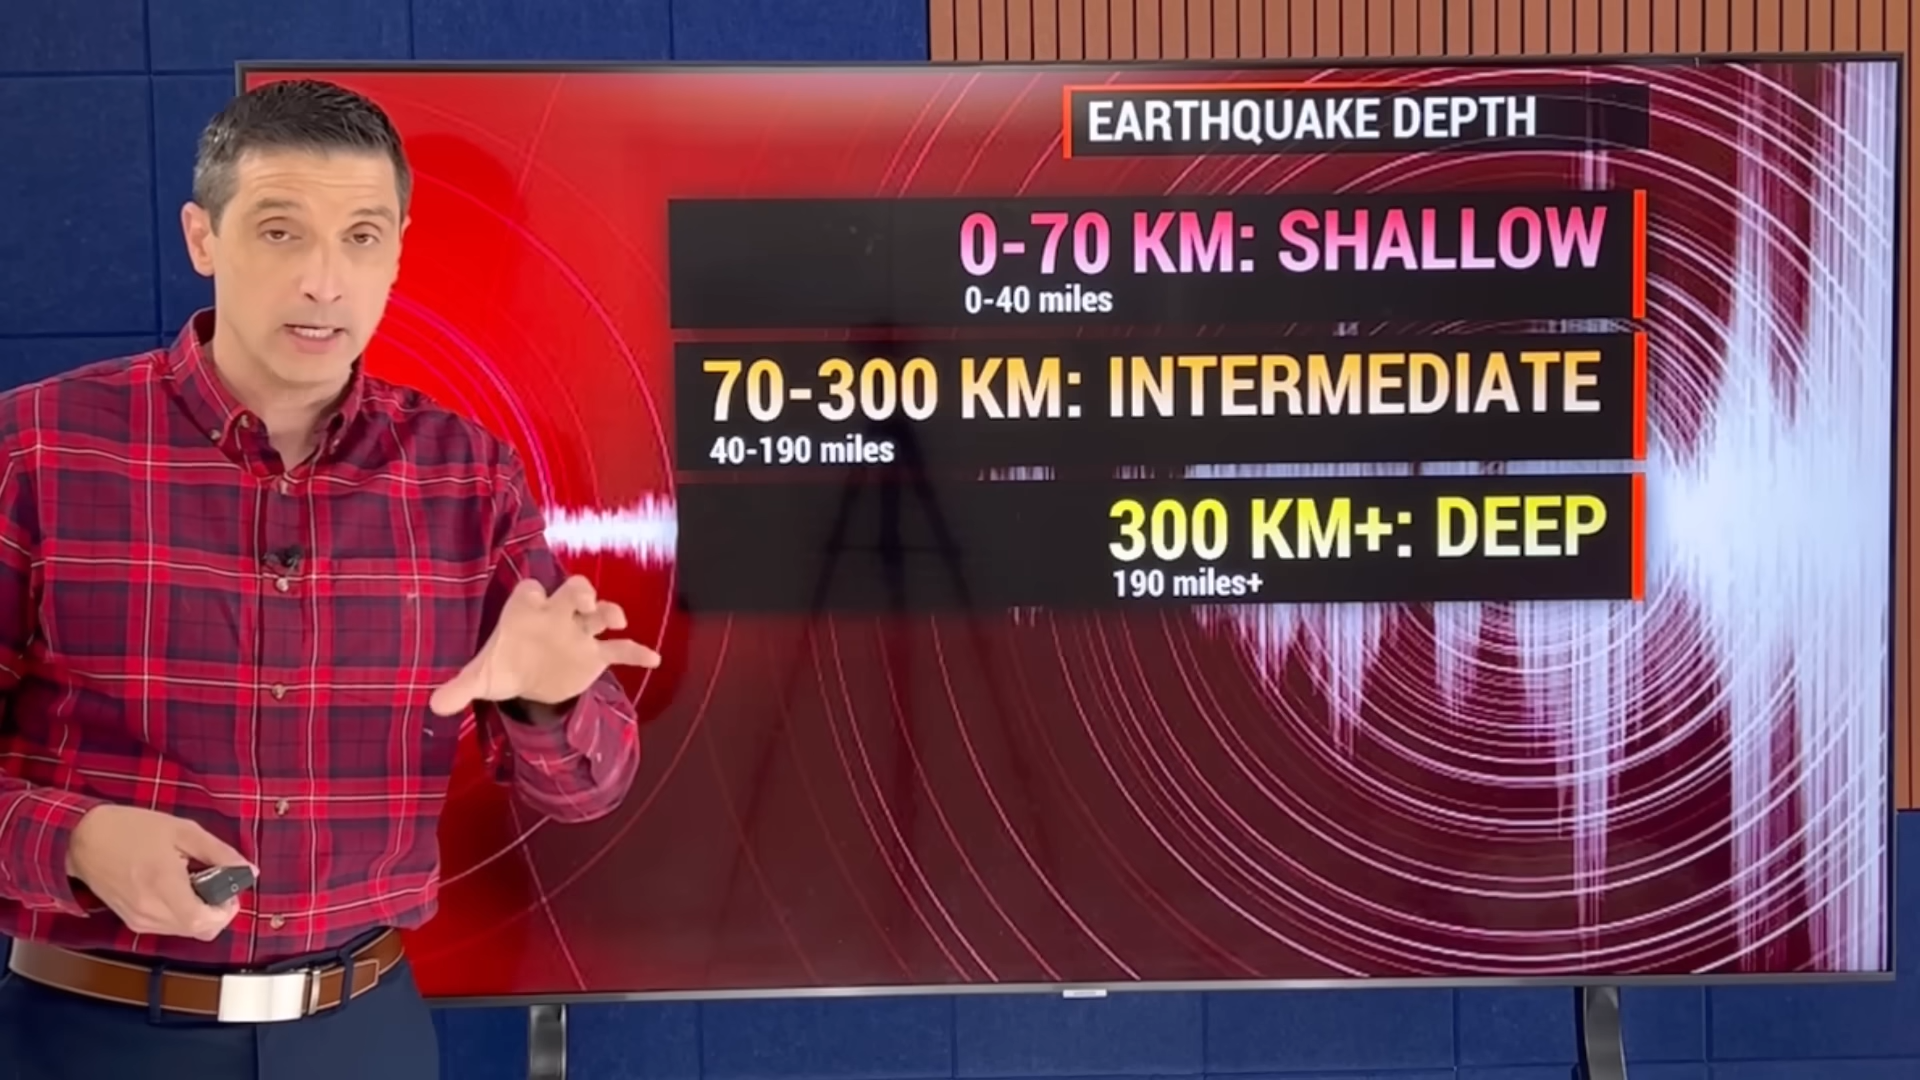 EARTHQUAKE DEPTH
0-70 KM: SHALLOW
0-40 miles
70-300 KM: INTERMEDIATE
40-190 miles
300 KM+: DEEP
190 miles+